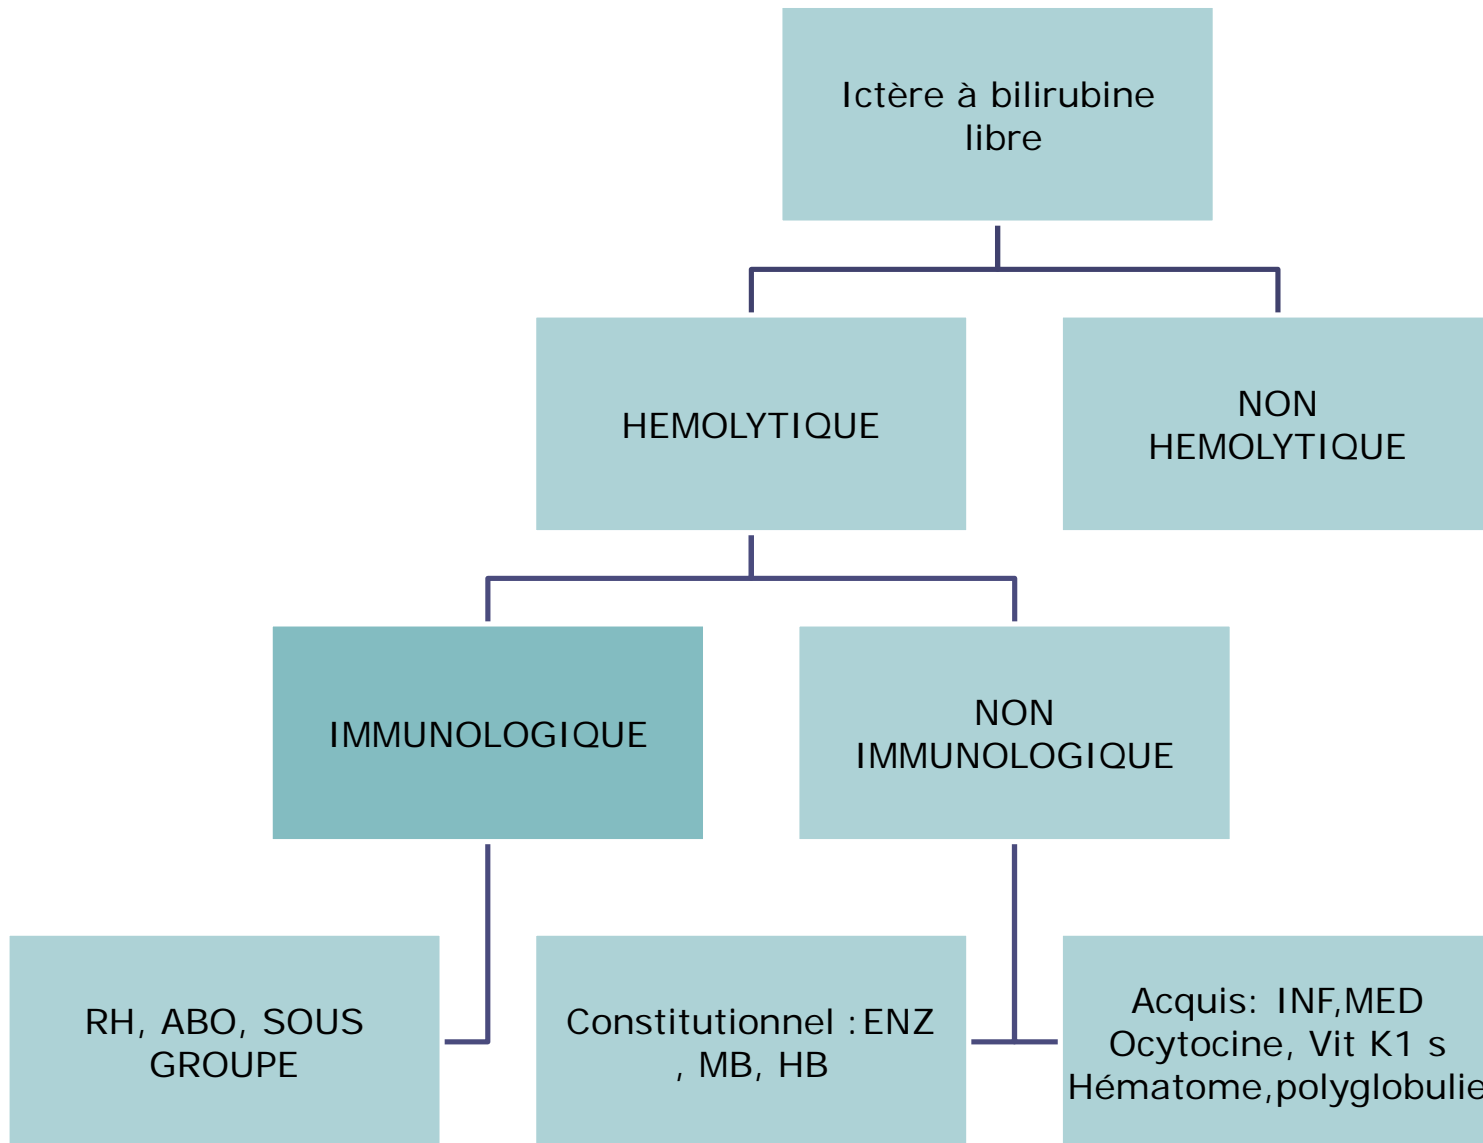 Ictère à bilirubine
libre
HEMOLYTIQUE
NON
HEMOLYTIQUE
IMMUNOLOGIQUE
NON
IMMUNOLOGIQUE
RH, ABO, SOUS
GROUPE
Constitutionnel : ENZ
, MB, HB
Acquis: INF,MED
Ocytocine, Vit K1 s
Hématome,polyglobulie